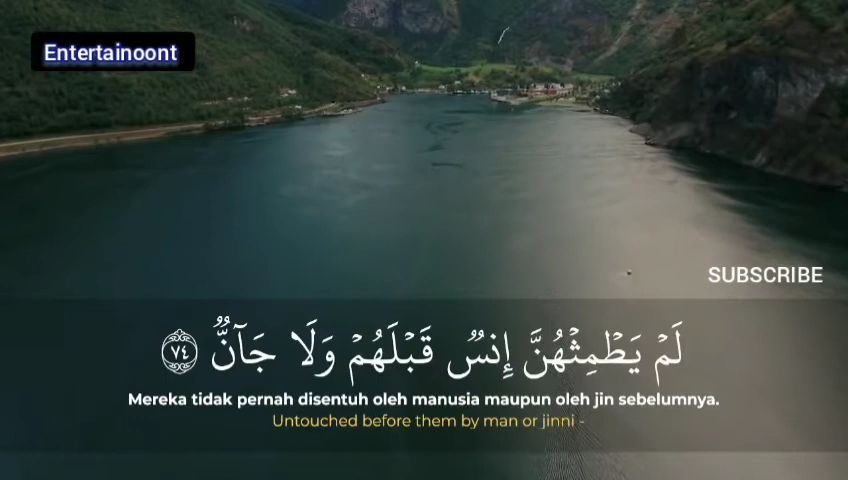 Entertainoont
SUBSCRIBE
لَمْ يَطْمِثْهُنَّ إِنسٌ قَبْلَهُمْ وَلَا جَآنٌّ ٧٤
Mereka tidak pernah disentuh oleh manusia maupun oleh jin sebelumnya.
Untouched before them by man or jinni -